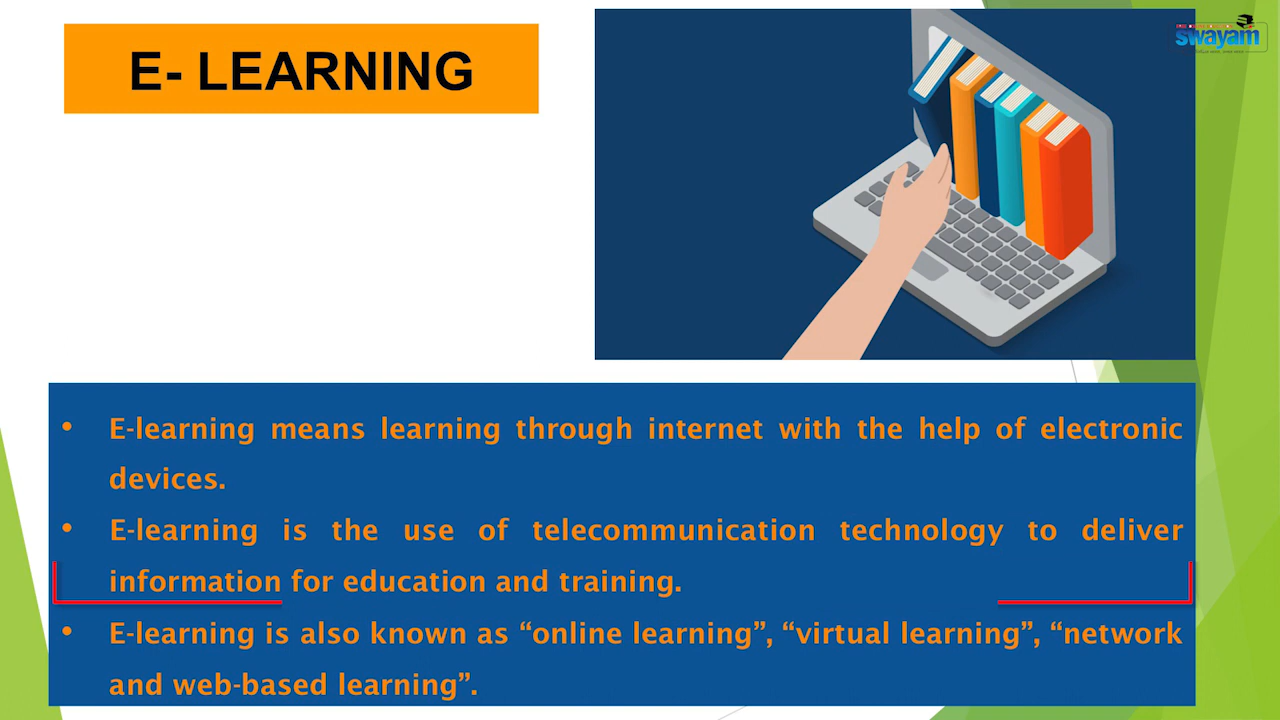 E- LEARNING
swayam
• E-learning means learning through internet with the help of electronic
devices.
• E-learning is the use of telecommunication technology to deliver
information for education and training.
• E-learning is also known as “online learning”, “virtual learning”, “network
and web-based learning”.